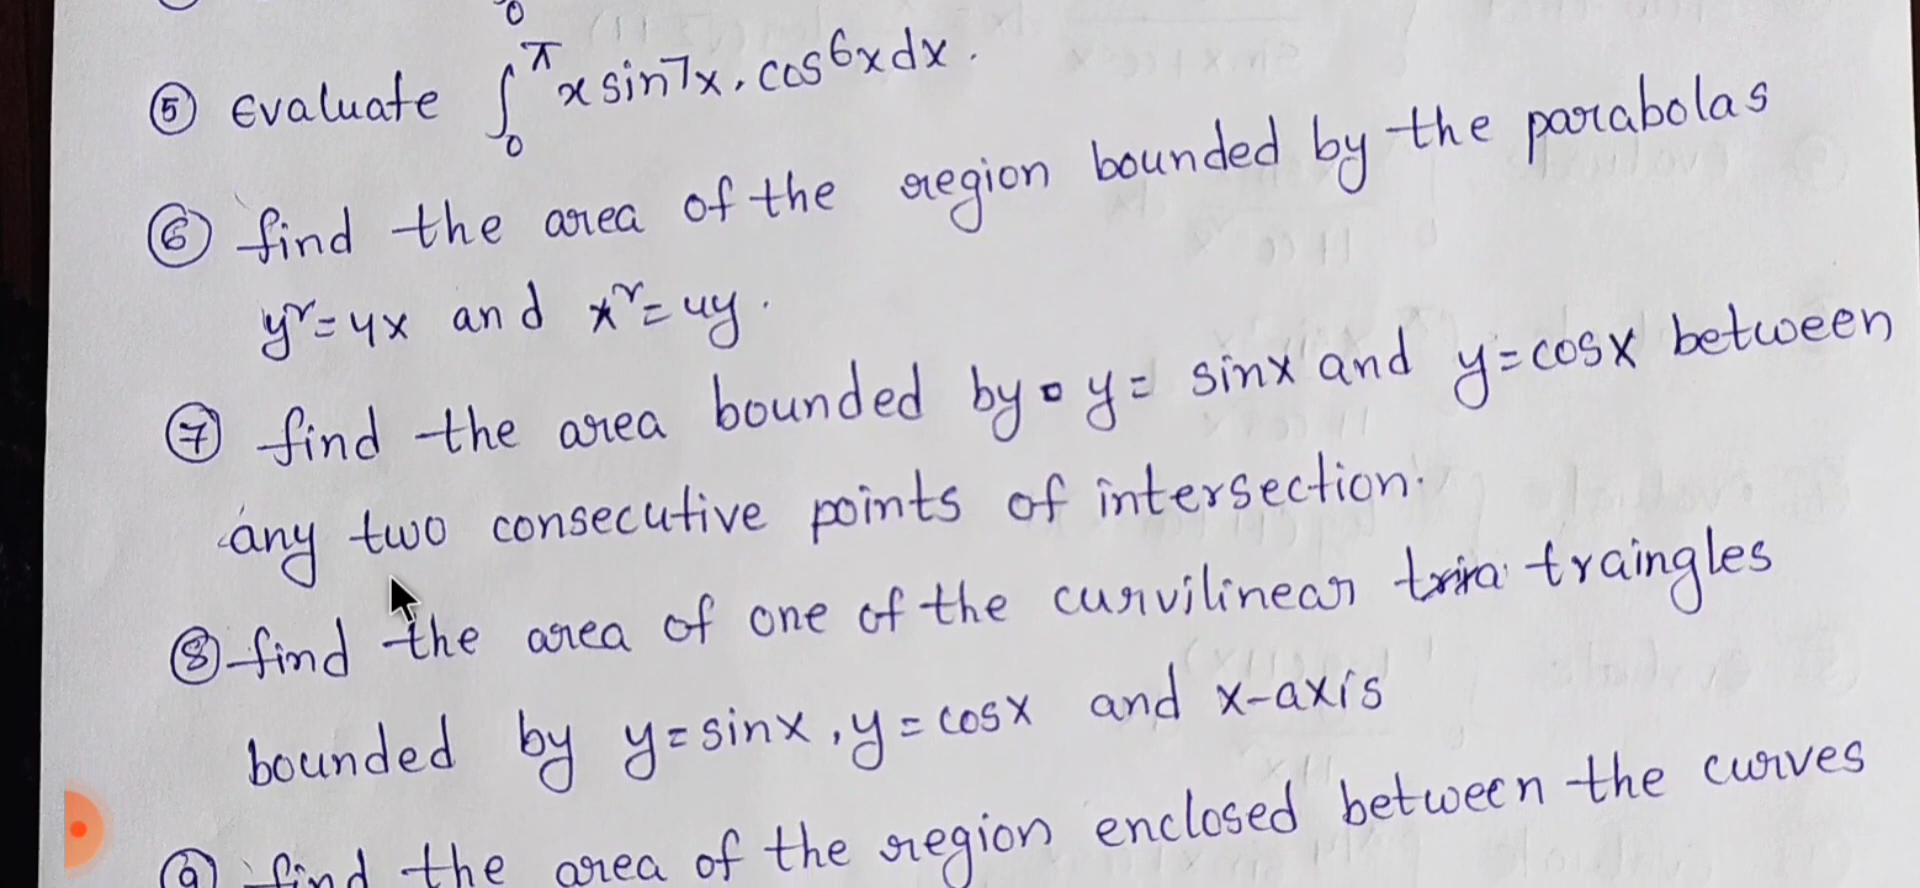 ⑤ Evaluate ∫₀^π x sin7x . cos6x dx .
⑥ find the area of the region bounded by the parabolas
y²=4x and x²=4y .
⑦ find the area bounded by y = sinx and y=cosx between
any two consecutive points of intersection.
⑧ find the area of one of the curvilinear traingles
bounded by y=sinx , y=cosx and x-axis
⑨ find the area of the region enclosed between the curves